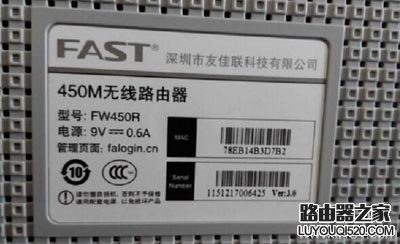 FAST 深圳市友佳联科技有限公司
450M无线路由器
型号: FW450R
电源: 9V⎓0.6A
管理页面: falogin.cn
MAC
78EB14B3D7B2
10
CCC
Serial Number
1151217006425 Ver:3.0
路由器之家
LUYOUQI520.COM